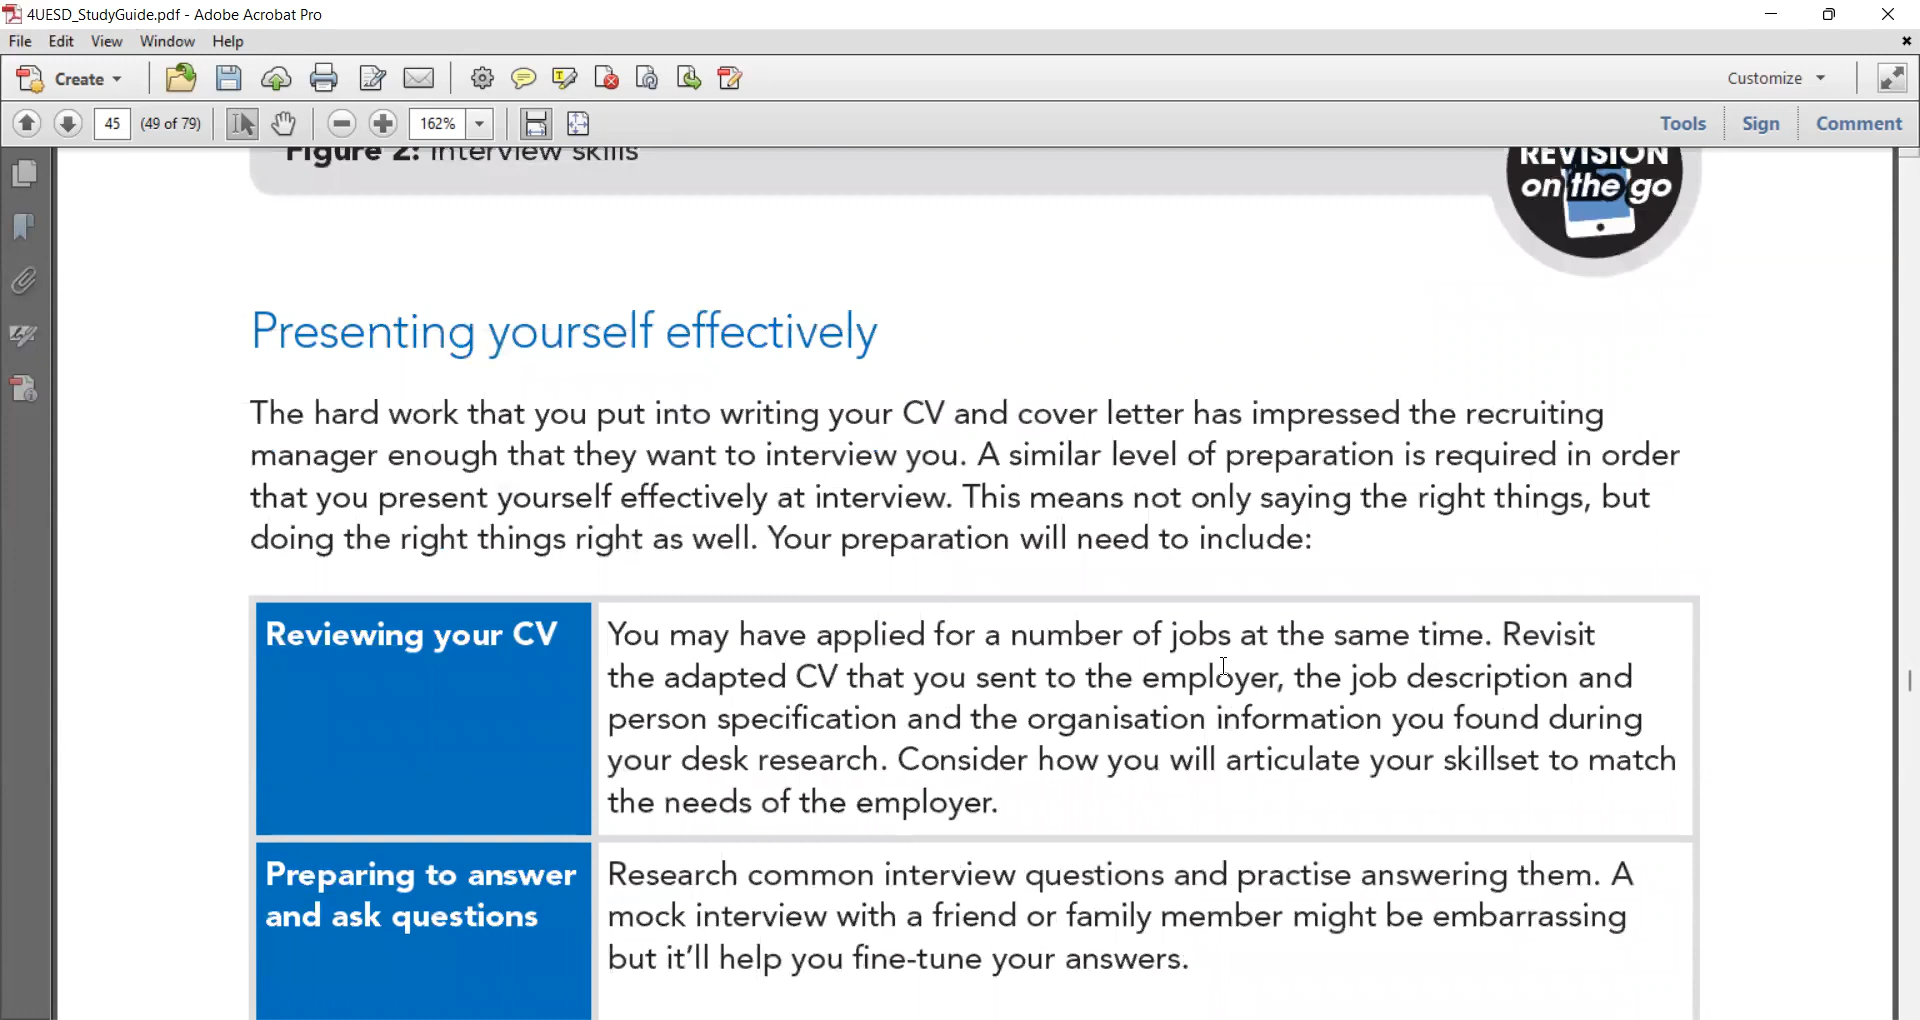 4UESD_StudyGuide.pdf - Adobe Acrobat Pro
File Edit View Window Help
Create Customize
45 (49 of 79) 162% Tools Sign Comment
Figure 2: Interview skills
REVISION
on the go
Presenting yourself effectively
The hard work that you put into writing your CV and cover letter has impressed the recruiting
manager enough that they want to interview you. A similar level of preparation is required in order
that you present yourself effectively at interview. This means not only saying the right things, but
doing the right things right as well. Your preparation will need to include:
Reviewing your CV
You may have applied for a number of jobs at the same time. Revisit
the adapted CV that you sent to the employer, the job description and
person specification and the organisation information you found during
your desk research. Consider how you will articulate your skillset to match
the needs of the employer.
Preparing to answer
and ask questions
Research common interview questions and practise answering them. A
mock interview with a friend or family member might be embarrassing
but it'll help you fine-tune your answers.